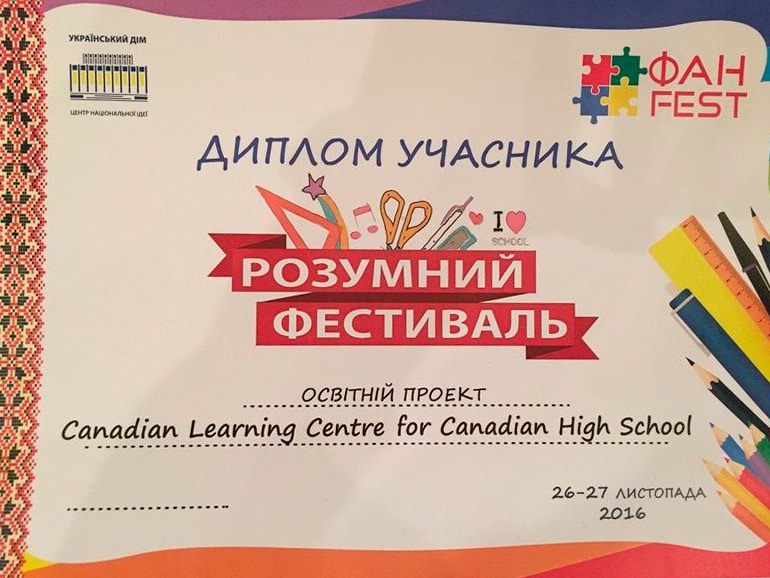 УКРАЇНСЬКИЙ ДІМ
ЦЕНТР НАЦІОНАЛЬНОЇ ІДЕЇ
ФАН
FEST
ДИПЛОМ УЧАСНИКА
I
SCHOOL
РОЗУМНИЙ
ФЕСТИВАЛЬ
ОСВІТНІЙ ПРОЕКТ
Canadian Learning Centre for Canadian High School
26-27 ЛИСТОПАДА
2016